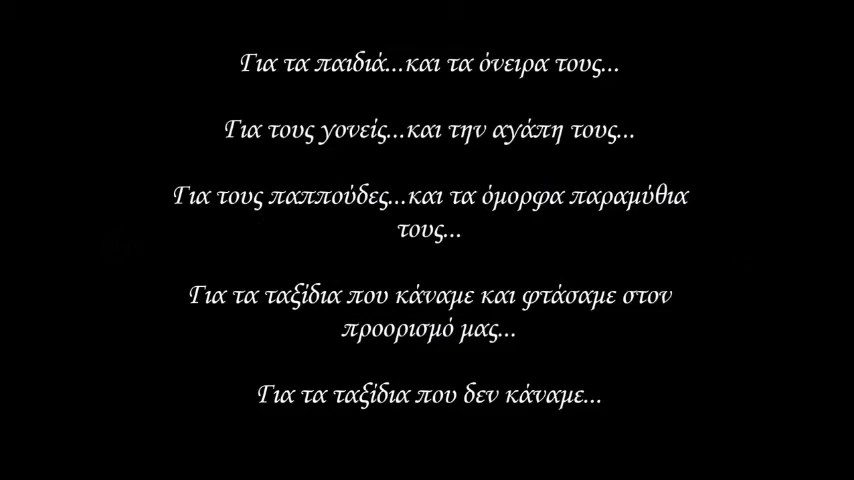 Για τα παιδιά...και τα όνειρα τους...
Για τους γονείς...και την αγάπη τους...
Για τους παππούδες...και τα όμορφα παραμύθια
τους...
Για τα ταξίδια που κάναμε και φτάσαμε στον
προορισμό μας...
Για τα ταξίδια που δεν κάναμε...